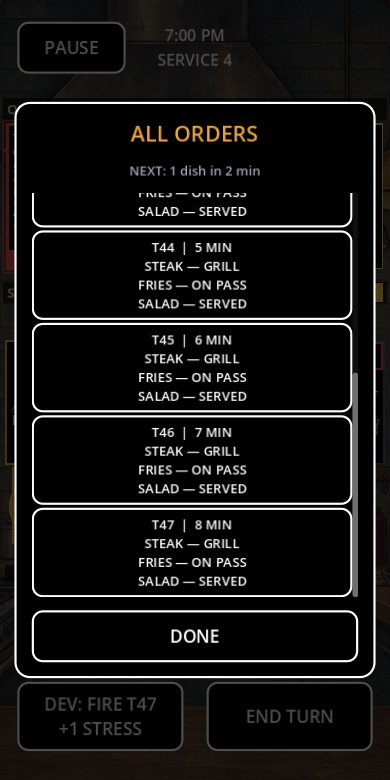 PAUSE
7:00 PM
SERVICE 4
ALL ORDERS
NEXT: 1 dish in 2 min
FRIES — ON PASS
SALAD — SERVED
T44 | 5 MIN
STEAK — GRILL
FRIES — ON PASS
SALAD — SERVED
T45 | 6 MIN
STEAK — GRILL
FRIES — ON PASS
SALAD — SERVED
T46 | 7 MIN
STEAK — GRILL
FRIES — ON PASS
SALAD — SERVED
T47 | 8 MIN
STEAK — GRILL
FRIES — ON PASS
SALAD — SERVED
DONE
DEV: FIRE T47
+1 STRESS
END TURN